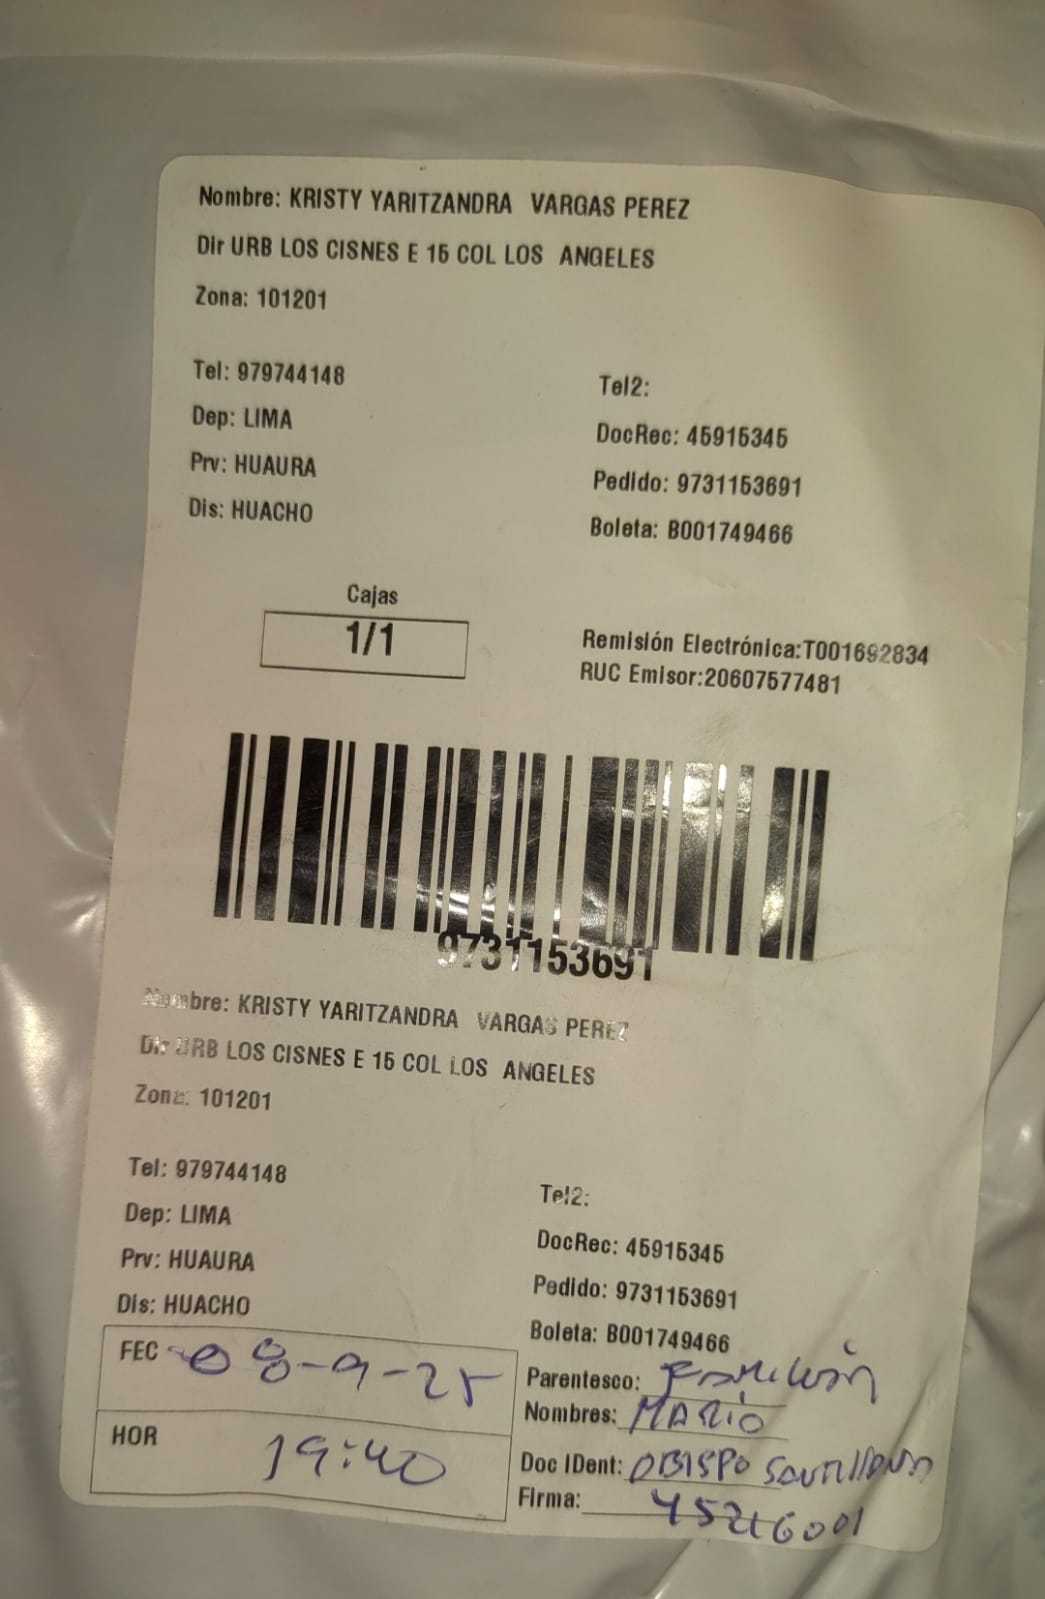 Nombre: KRISTY YARITZANDRA VARGAS PEREZ
Dir URB LOS CISNES E 15 COL LOS ANGELES
Zona: 101201
Tel: 979744148
Tel2:
Dep: LIMA
DocRec: 45915345
Prv: HUAURA
Pedido: 9731153691
Dis: HUACHO
Boleta: B001749466
Cajas
1/1
Remisión Electrónica:T001692834
RUC Emisor:20607577481
9731153691
Nombre: KRISTY YARITZANDRA VARGAS PEREZ
Dir URB LOS CISNES E 15 COL LOS ANGELES
Zona: 101201
Tel: 979744148
Tel2:
Dep: LIMA
DocRec: 45915345
Prv: HUAURA
Pedido: 9731153691
Dis: HUACHO
Boleta: B001749466
FEC 08-9-25
Parentesco:
Nombres: MARIO
HOR 19:40
Doc IDent: OBISPO
Firma: